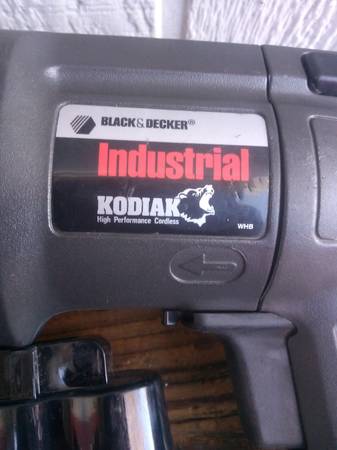 BLACK&DECKER®
Industrial
KODIAK
High Performance Cordless
WHB